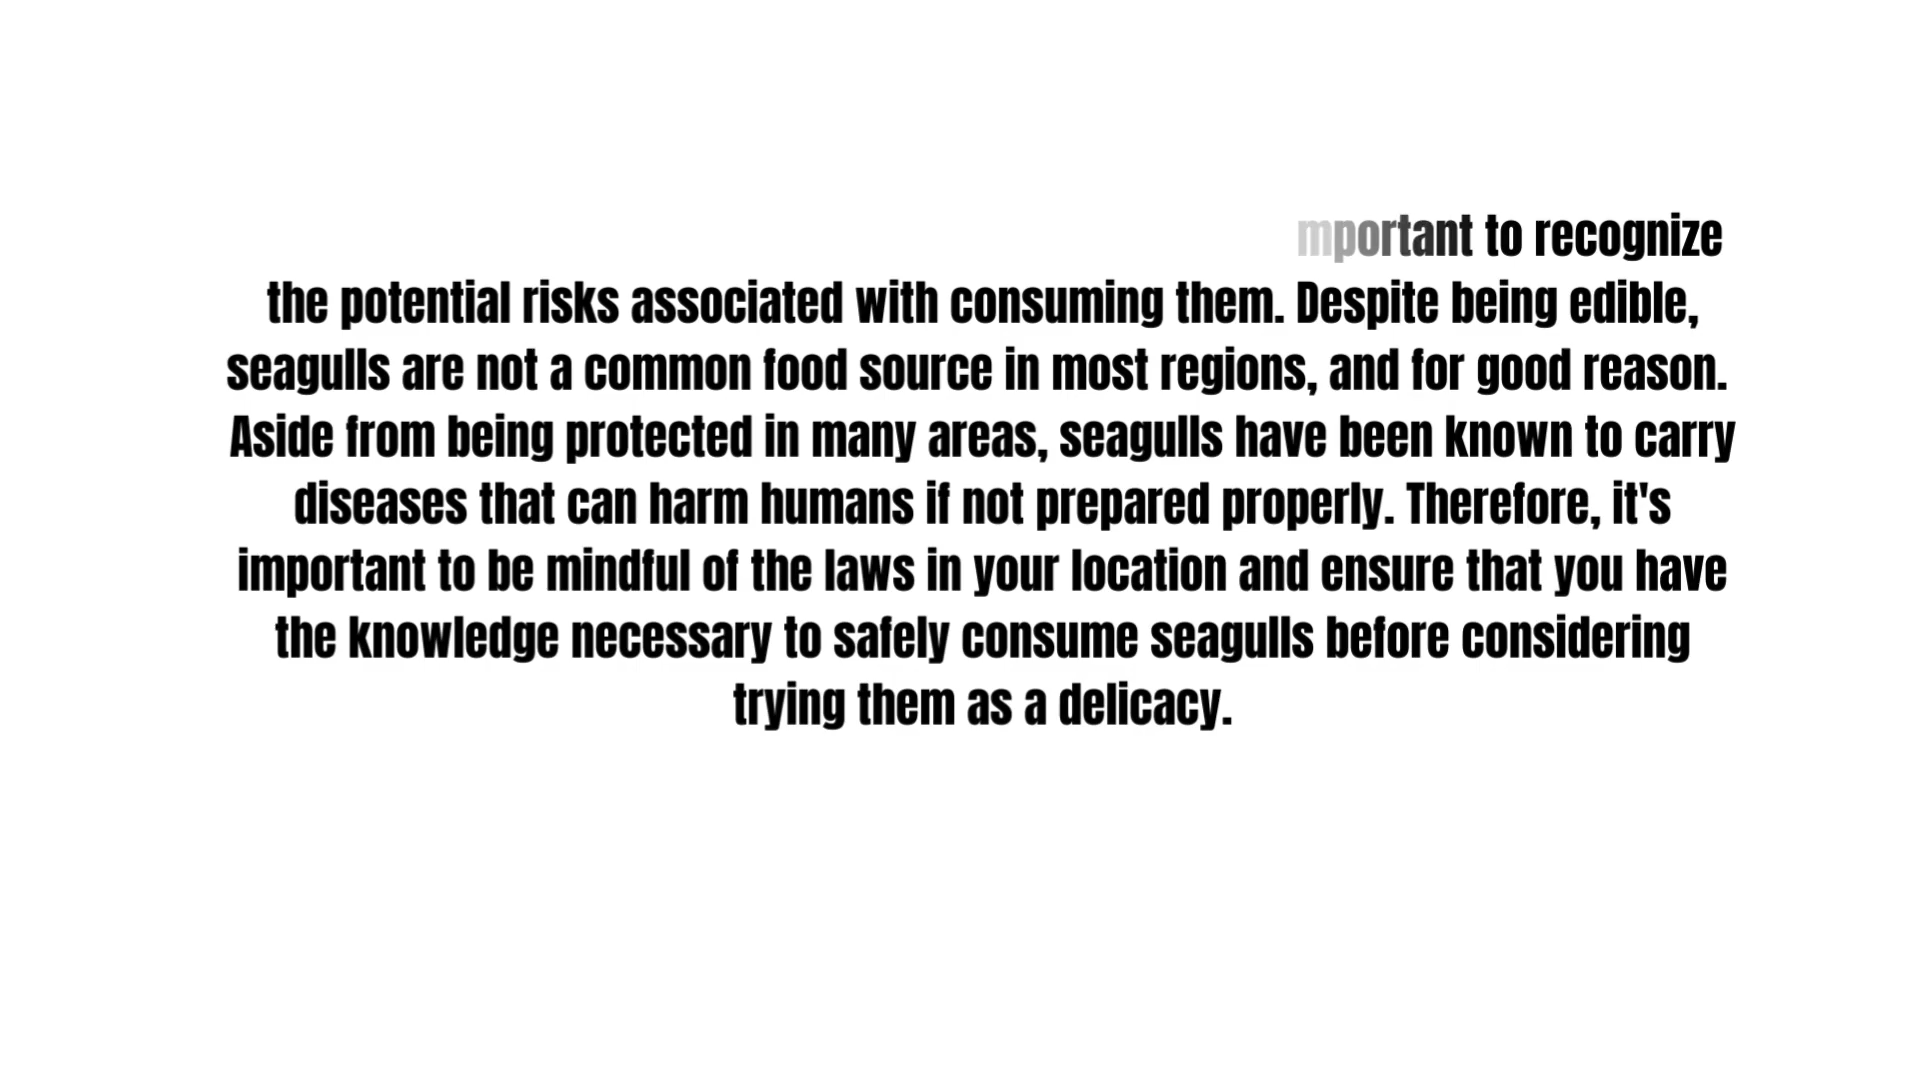 mportant to recognize
the potential risks associated with consuming them. Despite being edible,
seagulls are not a common food source in most regions, and for good reason.
Aside from being protected in many areas, seagulls have been known to carry
diseases that can harm humans if not prepared properly. Therefore, it's
important to be mindful of the laws in your location and ensure that you have
the knowledge necessary to safely consume seagulls before considering
trying them as a delicacy.